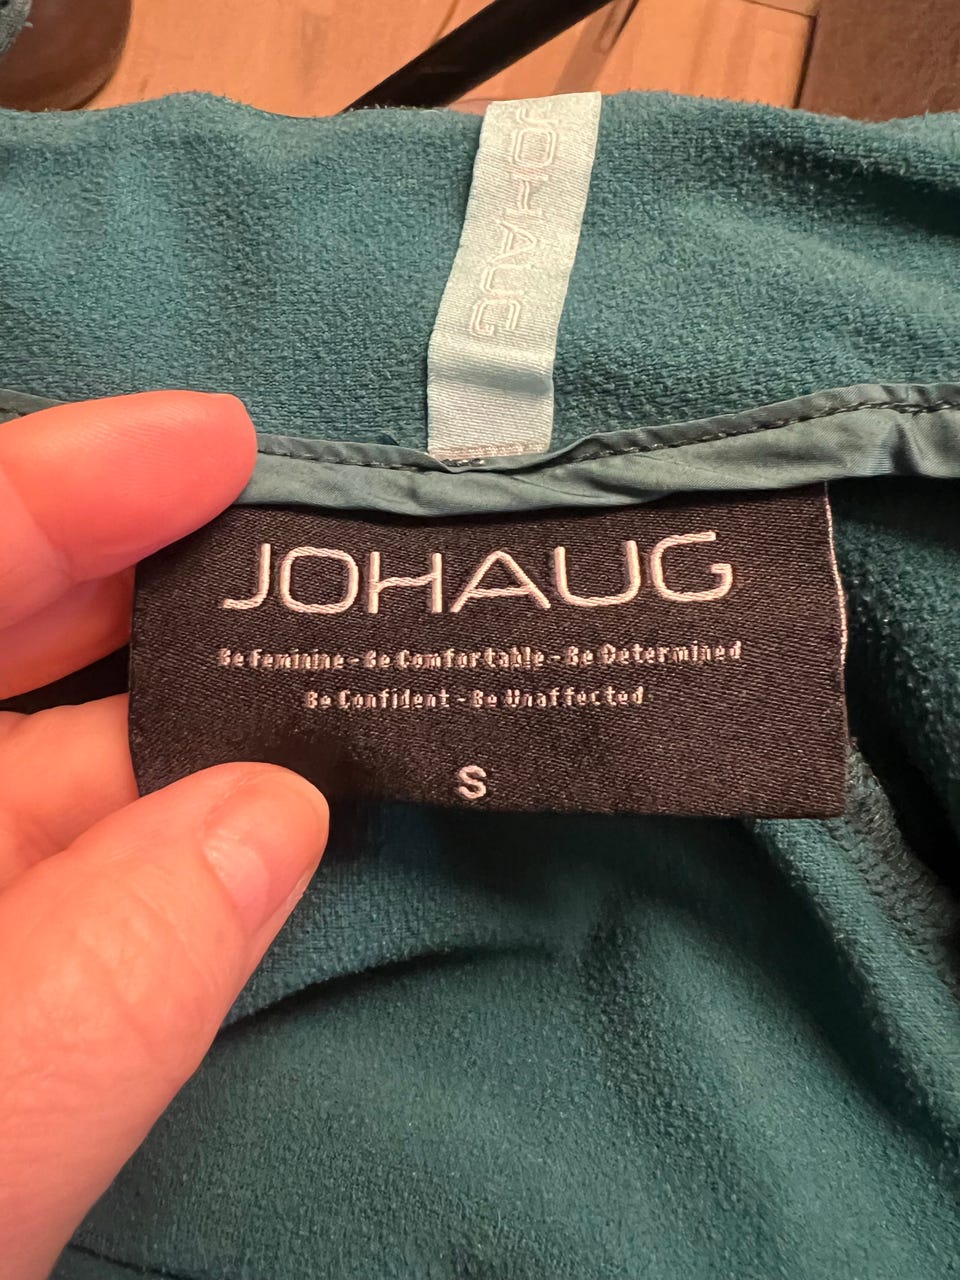 JOHAUG
JOHAUG
Be Feminine - Be Comfortable - Be Determined
Be Confident - Be Unaffected
S